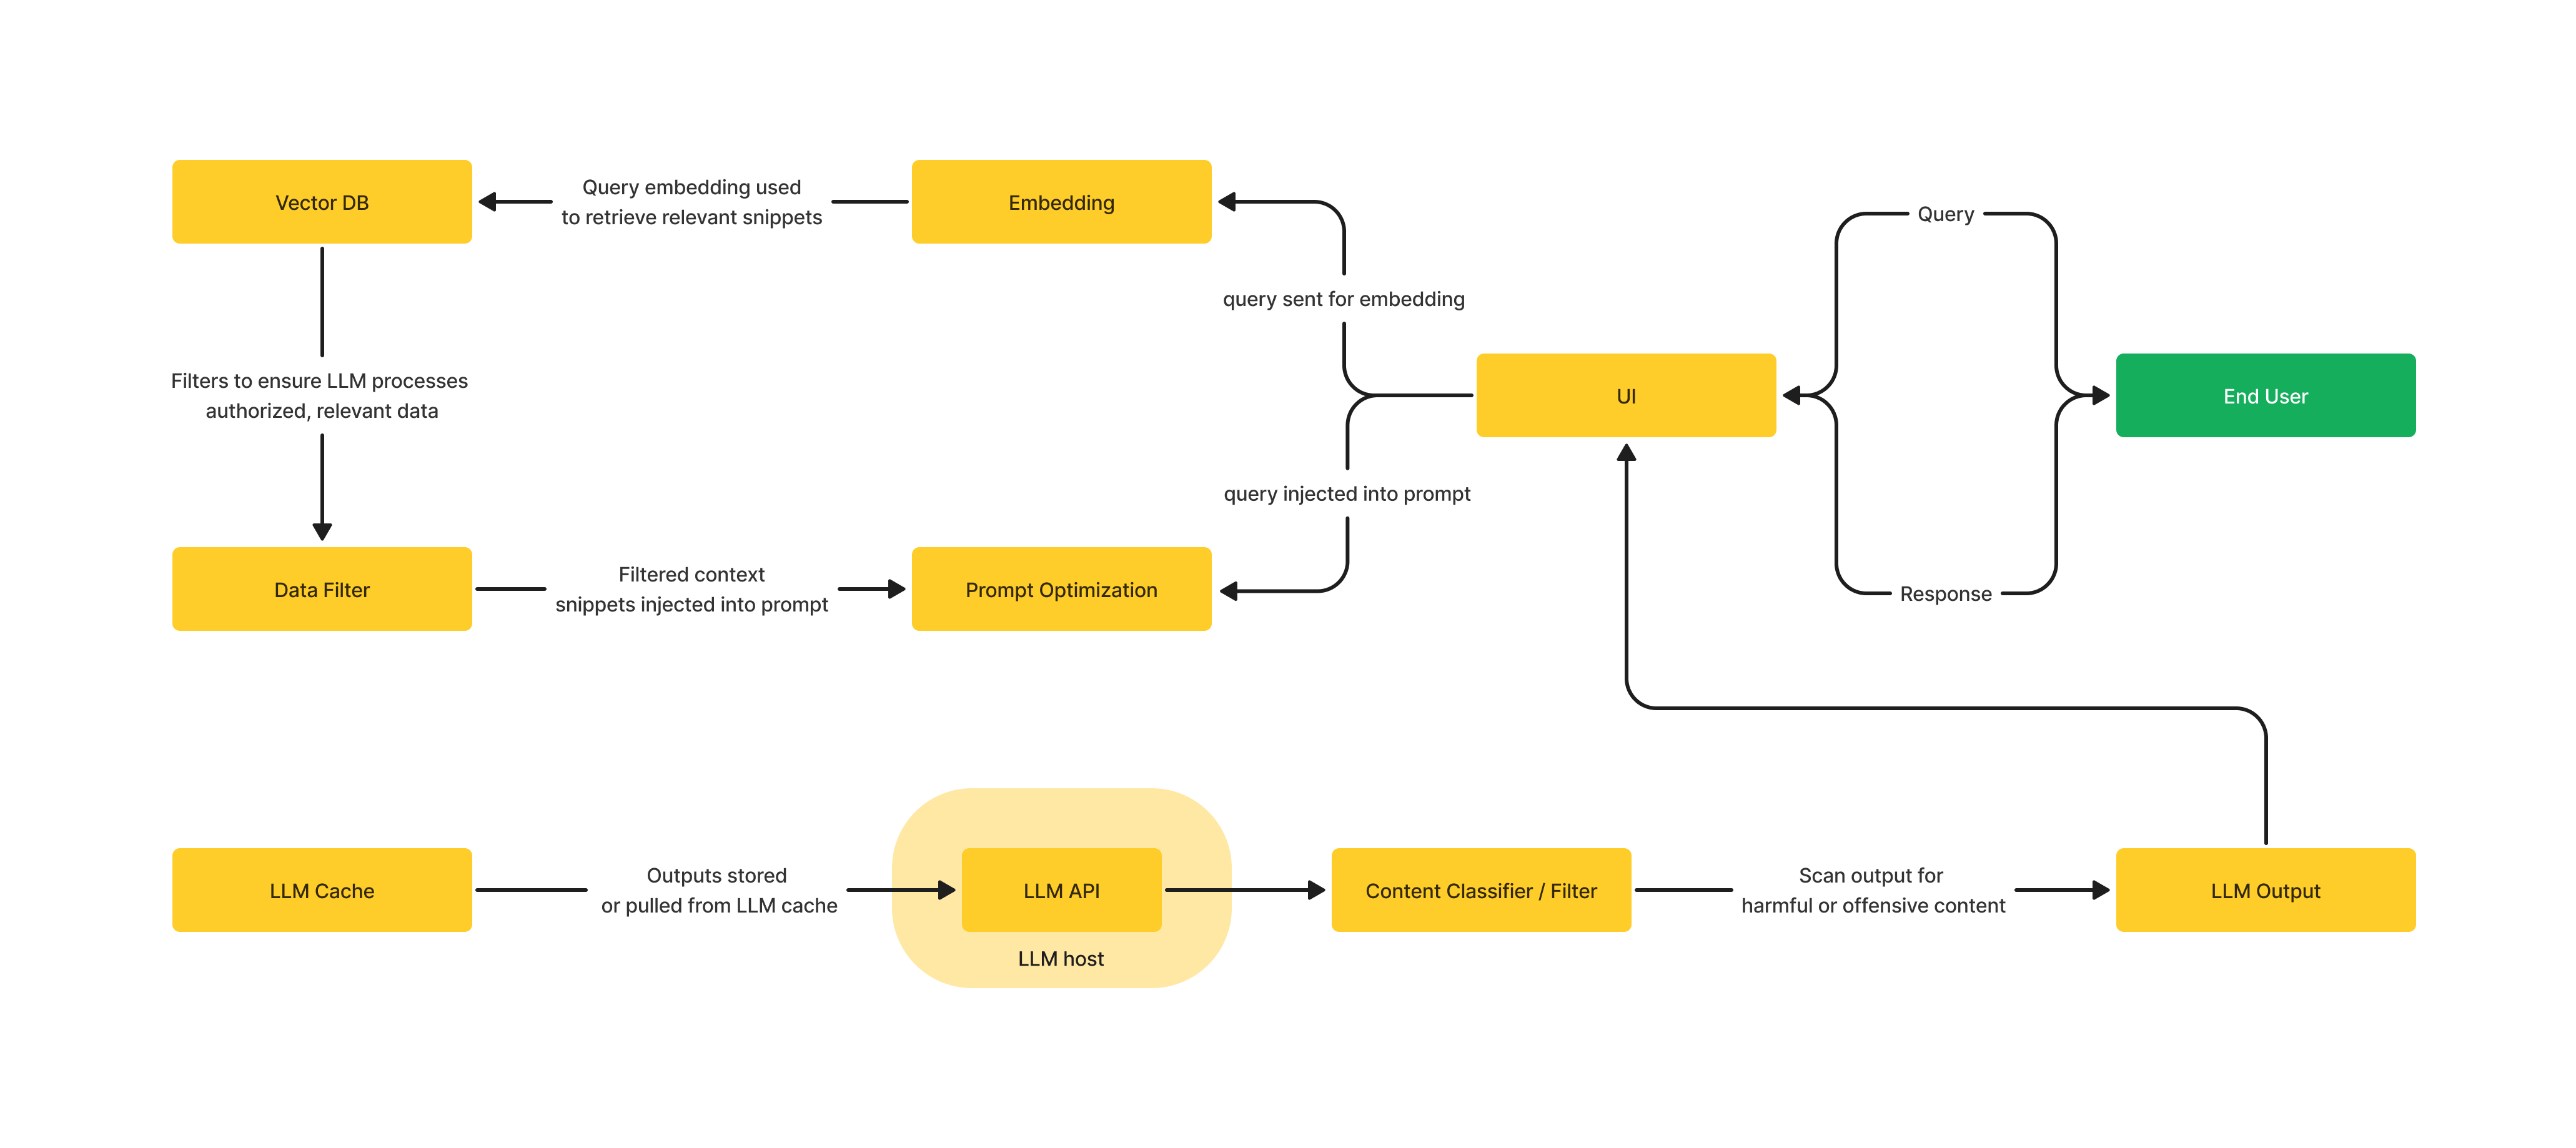 Vector DB
Query embedding used
to retrieve relevant snippets
Embedding
Query
query sent for embedding
Filters to ensure LLM processes
authorized, relevant data
UI
End User
query injected into prompt
Data Filter
Filtered context
snippets injected into prompt
Prompt Optimization
Response
LLM Cache
Outputs stored
or pulled from LLM cache
LLM API
LLM host
Content Classifier / Filter
Scan output for
harmful or offensive content
LLM Output